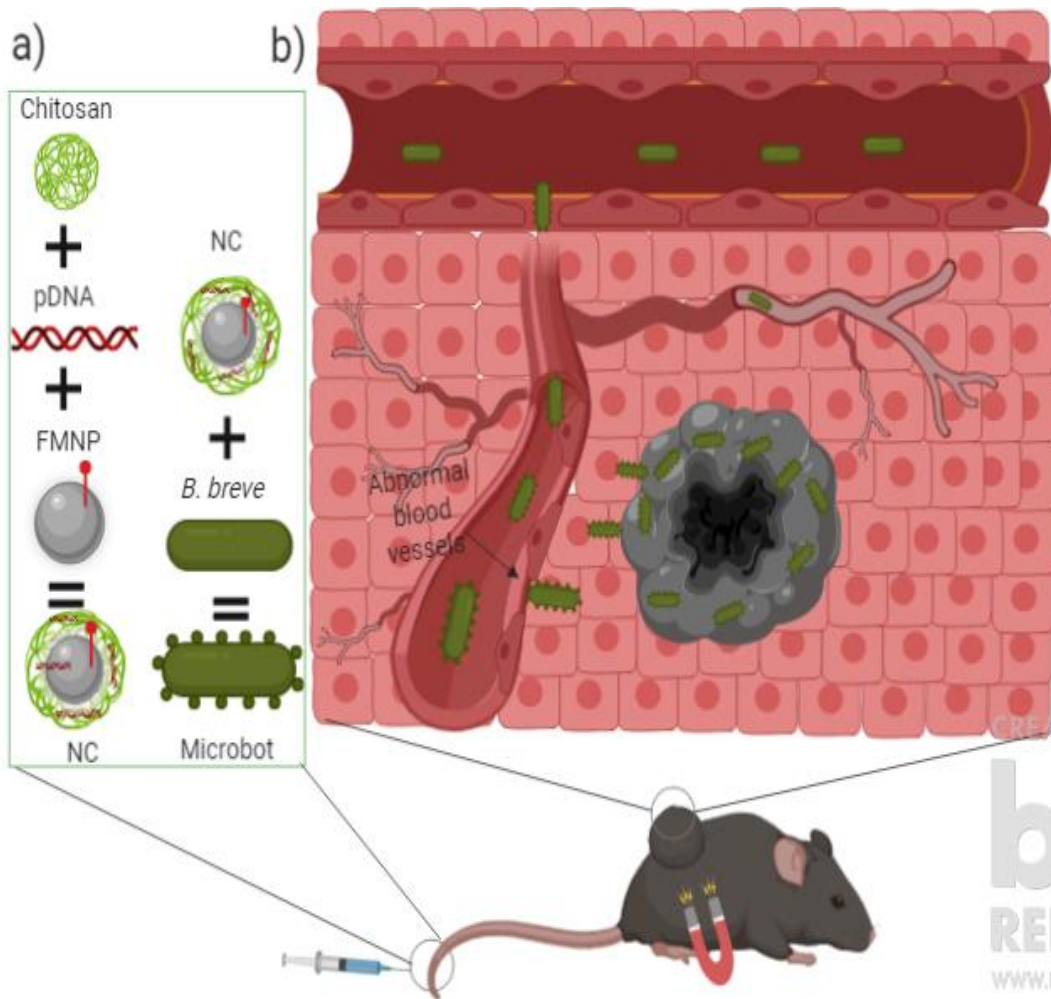 a)
Chitosan
+
pDNA
+
FMNP
=
NC
NC
+
B. breve
=
Microbot
b)
Abnormal
blood
vessels